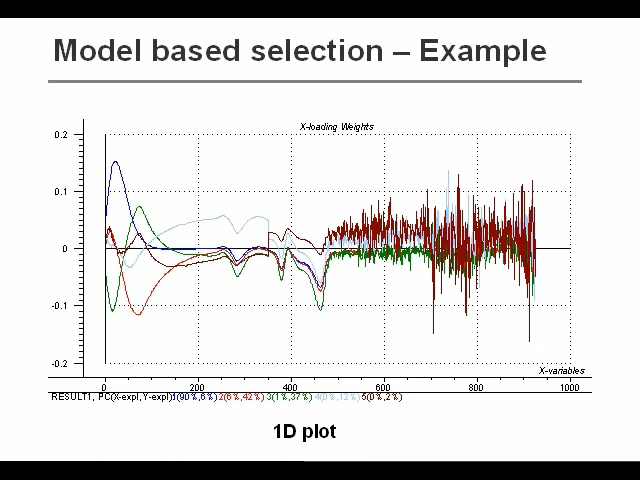 Model based selection – Example
X-loading Weights
0.2
0.1
0
-0.1
-0.2
X-variables
0 200 400 600 800 1000
RESULT1, PC(X-expl,Y-expl):1(90%,6%) 2(6%,42%) 3(1%,37%) 4(0%,12%) 5(0%,2%)
1D plot